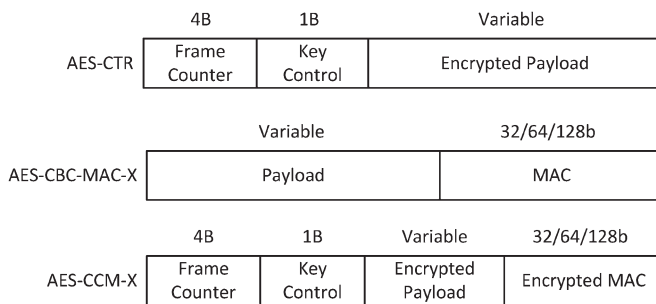 4B 1B Variable
AES-CTR Frame Counter Key Control Encrypted Payload
Variable 32/64/128b
AES-CBC-MAC-X Payload MAC
4B 1B Variable 32/64/128b
AES-CCM-X Frame Counter Key Control Encrypted Payload Encrypted MAC